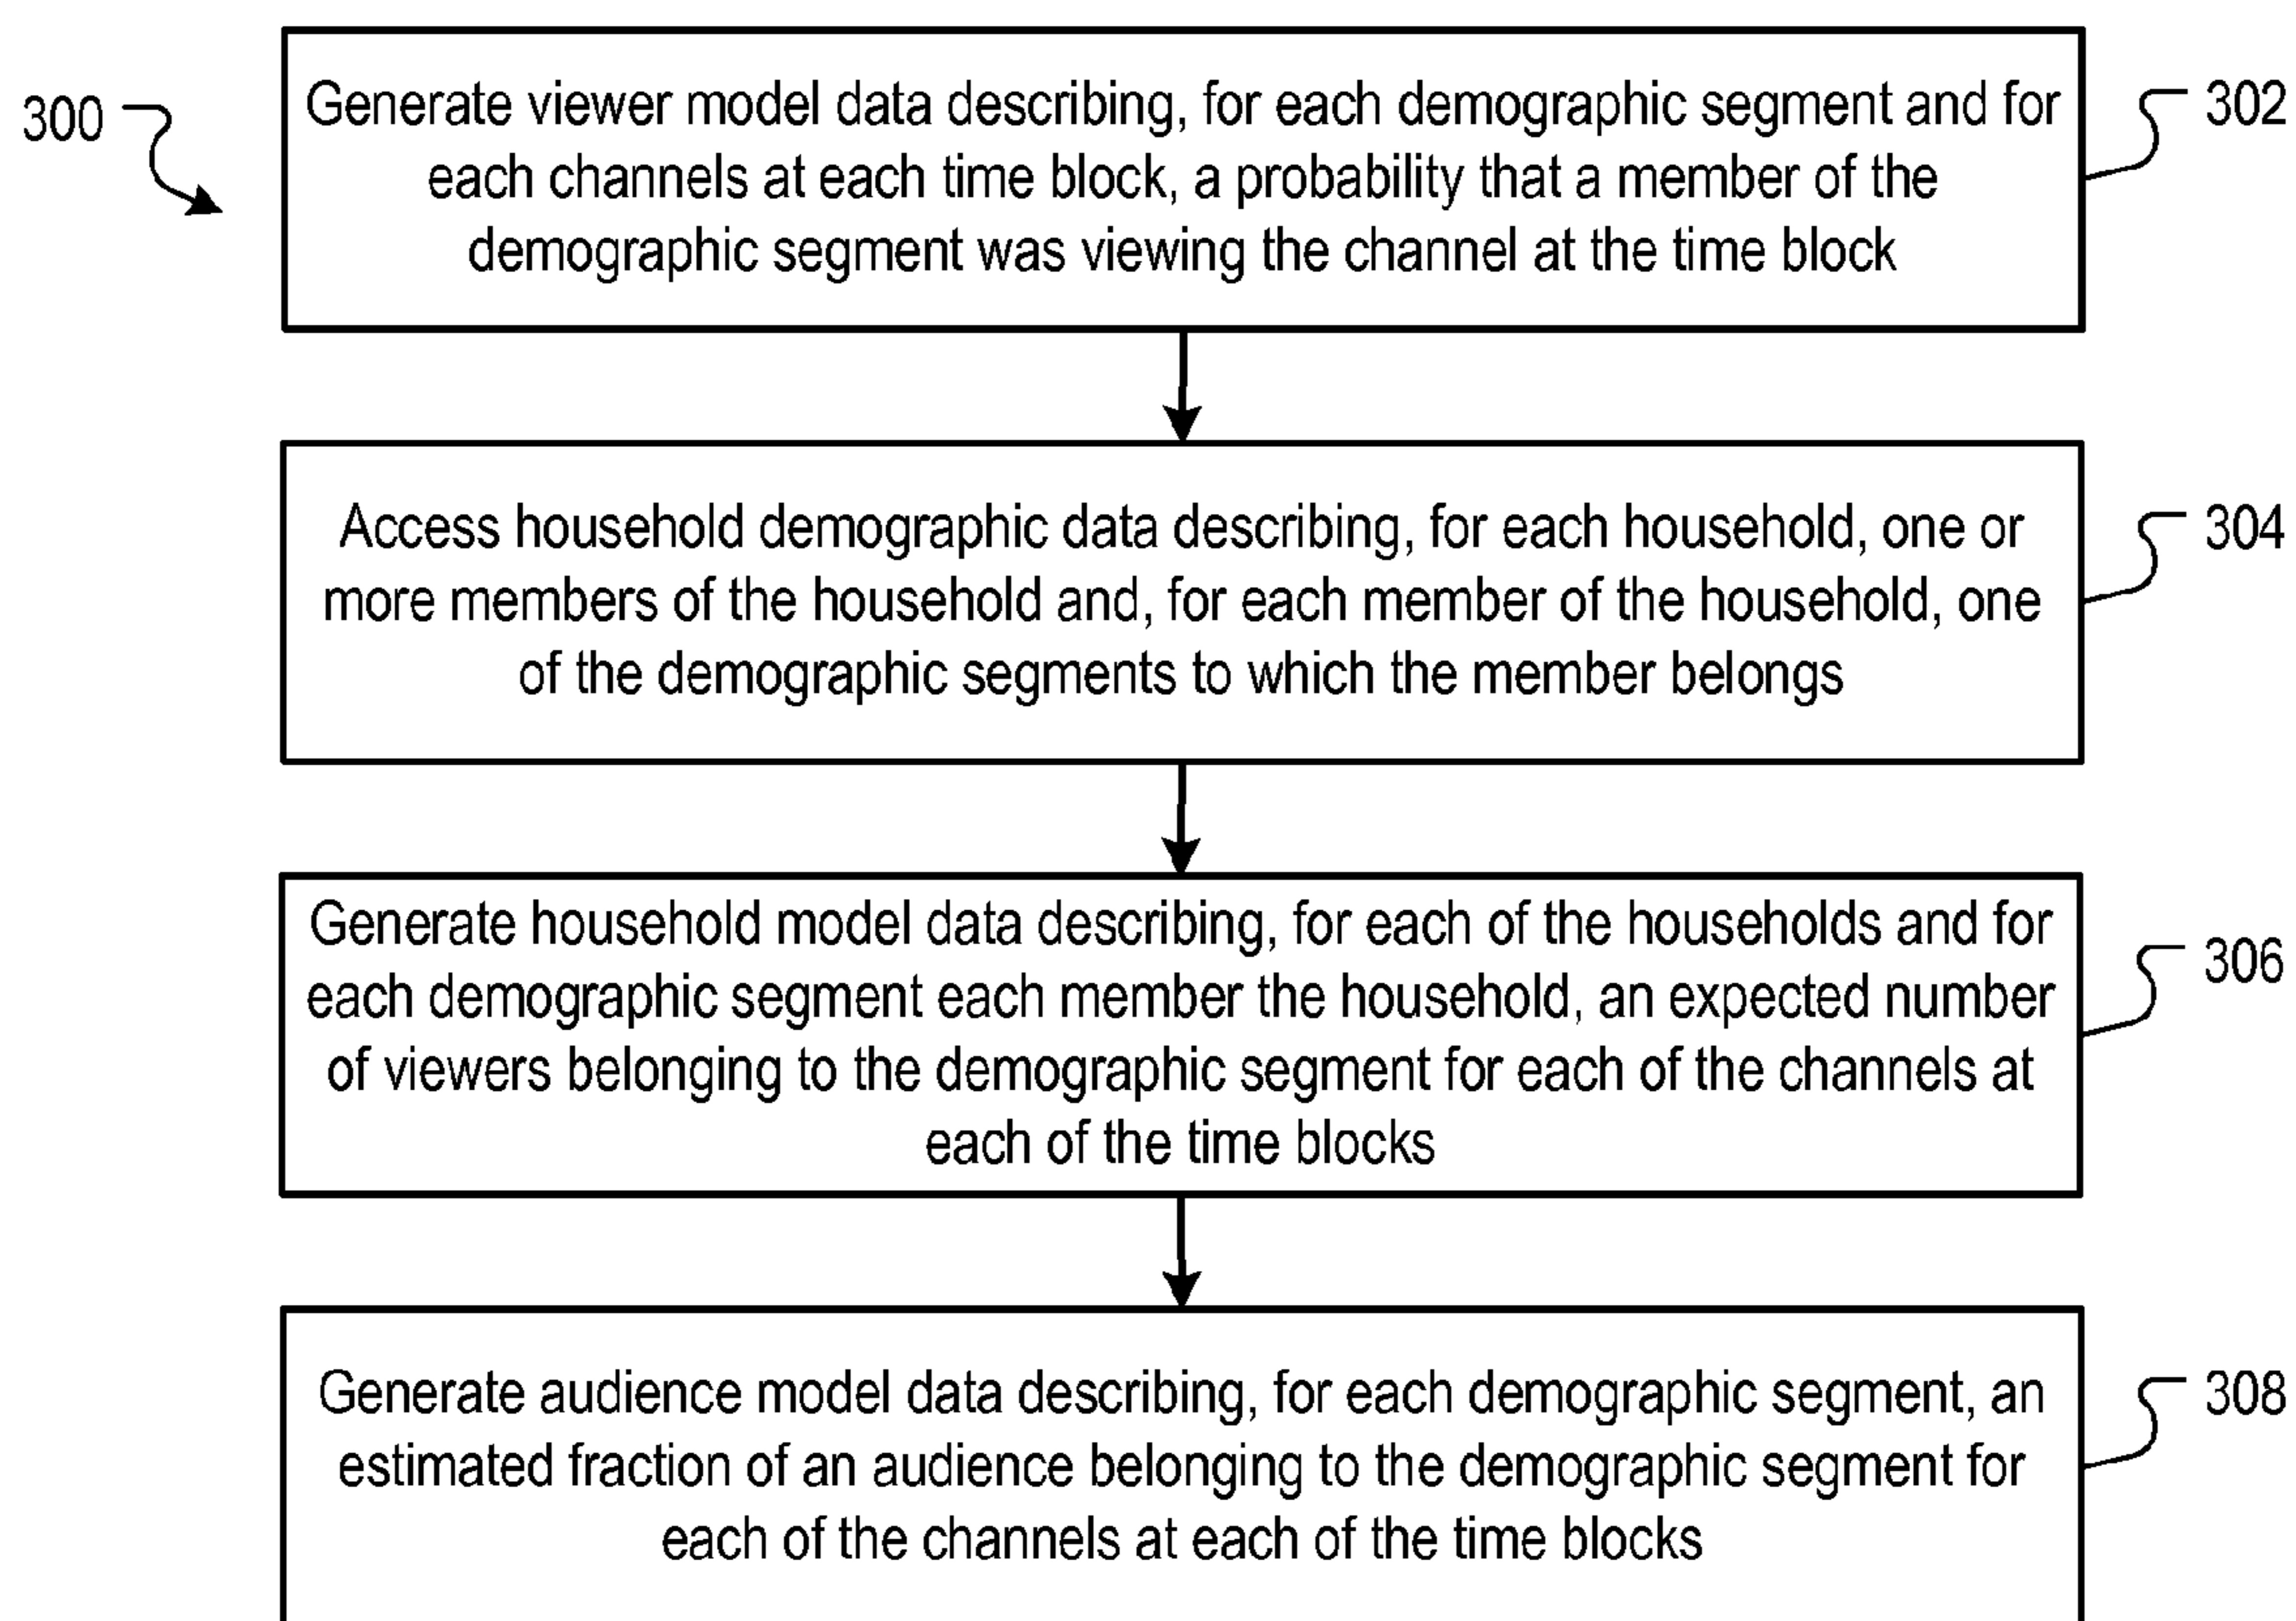 300
Generate viewer model data describing, for each demographic segment and for
each channels at each time block, a probability that a member of the
demographic segment was viewing the channel at the time block
302
Access household demographic data describing, for each household, one or
more members of the household and, for each member of the household, one
of the demographic segments to which the member belongs
304
Generate household model data describing, for each of the households and for
each demographic segment each member the household, an expected number
of viewers belonging to the demographic segment for each of the channels at
each of the time blocks
306
Generate audience model data describing, for each demographic segment, an
estimated fraction of an audience belonging to the demographic segment for
each of the channels at each of the time blocks
308